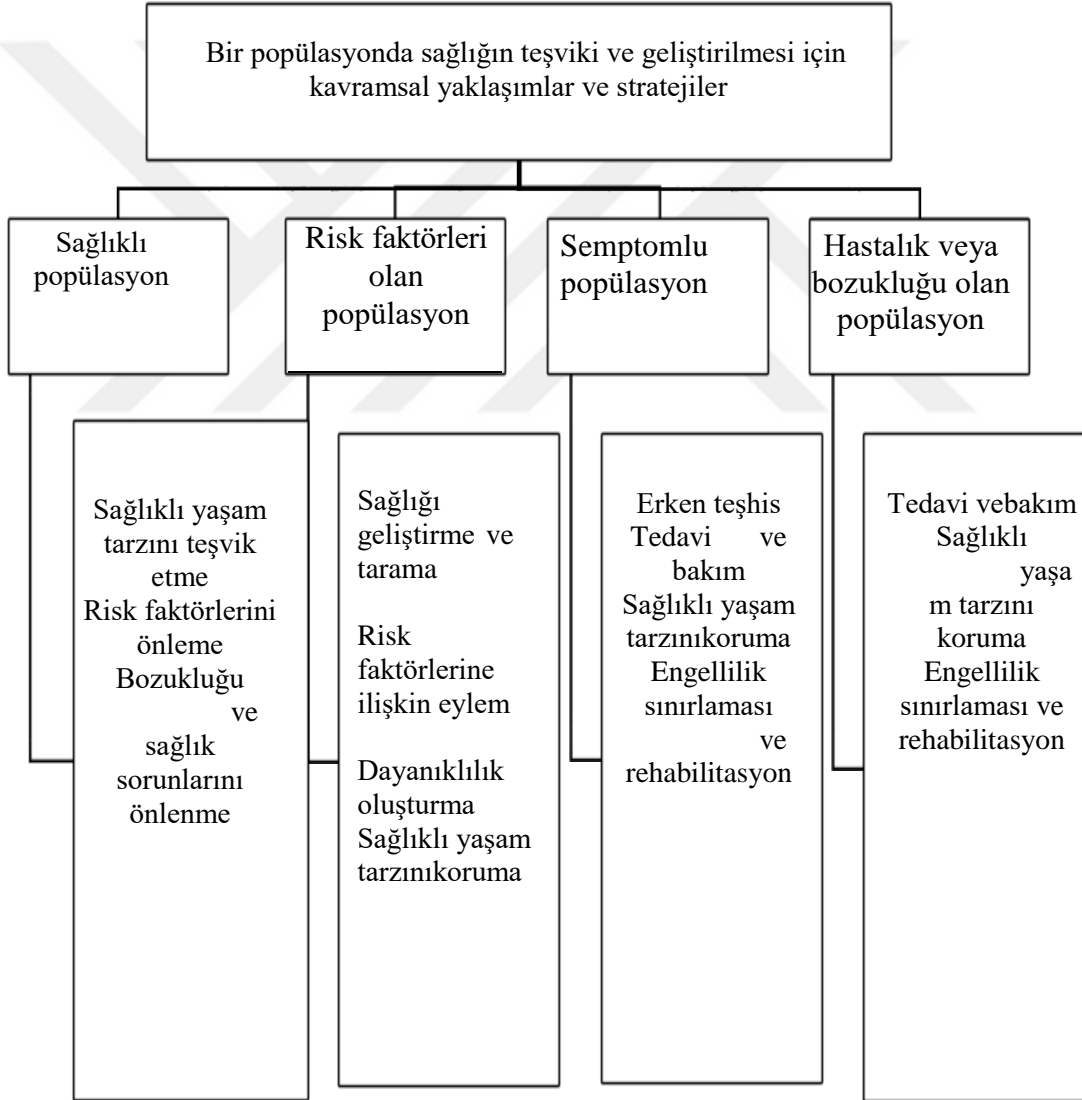 Bir popülasyonda sağlığın teşviki ve geliştirilmesi için
kavramsal yaklaşımlar ve stratejiler
Sağlıklı
popülasyon
Risk faktörleri
olan
popülasyon
Semptomlu
popülasyon
Hastalık veya
bozukluğu olan
popülasyon
Sağlıklı yaşam
tarzını teşvik
etme
Risk faktörlerini
önleme
Bozukluğu
ve
sağlık
sorunlarını
önlenme
Sağlığı
geliştirme ve
tarama
Risk
faktörlerine
ilişkin eylem
Dayanıklılık
oluşturma
Sağlıklı yaşam
tarzınıkoruma
Erken teşhis
Tedavi ve
bakım
Sağlıklı yaşam
tarzınıkoruma
Engellilik
sınırlaması
ve
rehabilitasyon
Tedavi vebakım
Sağlıklı
yaşa
m tarzını
koruma
Engellilik
sınırlaması ve
rehabilitasyon